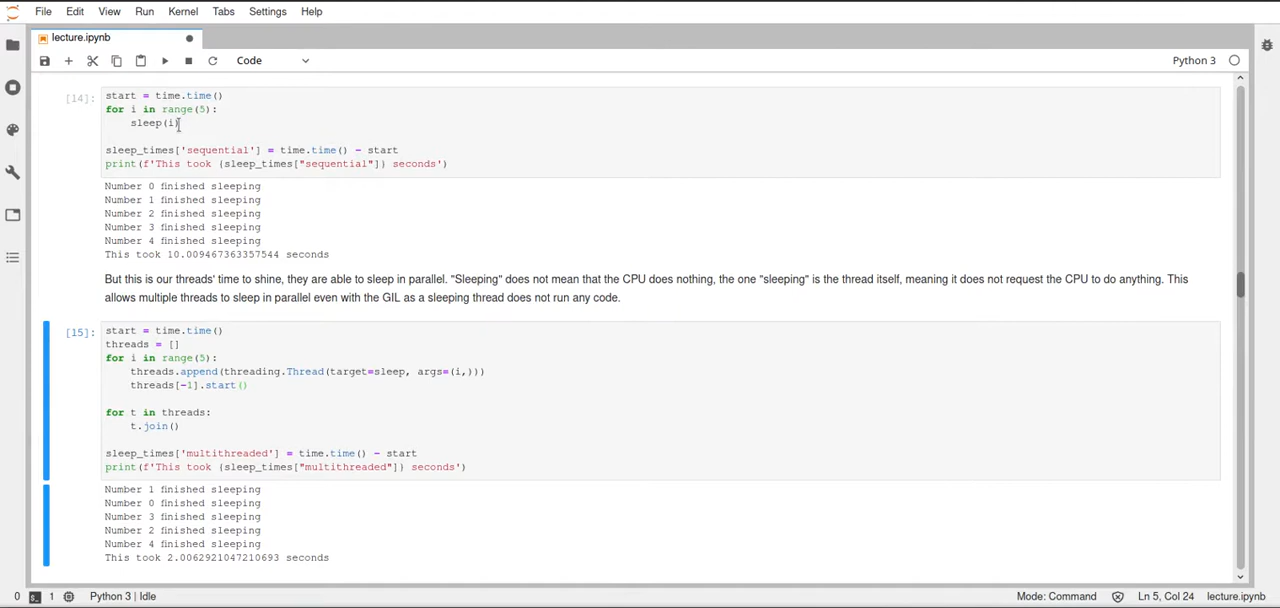 File Edit View Run Kernel Tabs Settings Help
lecture.ipynb
Code
Python 3
[14]:
start = time.time()
for i in range(5):
    sleep(i)
sleep_times['sequential'] = time.time() - start
print(f'This took {sleep_times["sequential"]} seconds')
Number 0 finished sleeping
Number 1 finished sleeping
Number 2 finished sleeping
Number 3 finished sleeping
Number 4 finished sleeping
This took 10.009467363357544 seconds
But this is our threads' time to shine, they are able to sleep in parallel. "Sleeping" does not mean that the CPU does nothing, the one "sleeping" is the thread itself, meaning it does not request the CPU to do anything. This
allows multiple threads to sleep in parallel even with the GIL as a sleeping thread does not run any code.
[15]:
start = time.time()
threads = []
for i in range(5):
    threads.append(threading.Thread(target=sleep, args=(i,)))
    threads[-1].start()
for t in threads:
    t.join()
sleep_times['multithreaded'] = time.time() - start
print(f'This took {sleep_times["multithreaded"]} seconds')
Number 1 finished sleeping
Number 0 finished sleeping
Number 3 finished sleeping
Number 2 finished sleeping
Number 4 finished sleeping
This took 2.0062921047210693 seconds
0 1 Python 3 | Idle
Mode: Command Ln 5, Col 24 lecture.ipynb